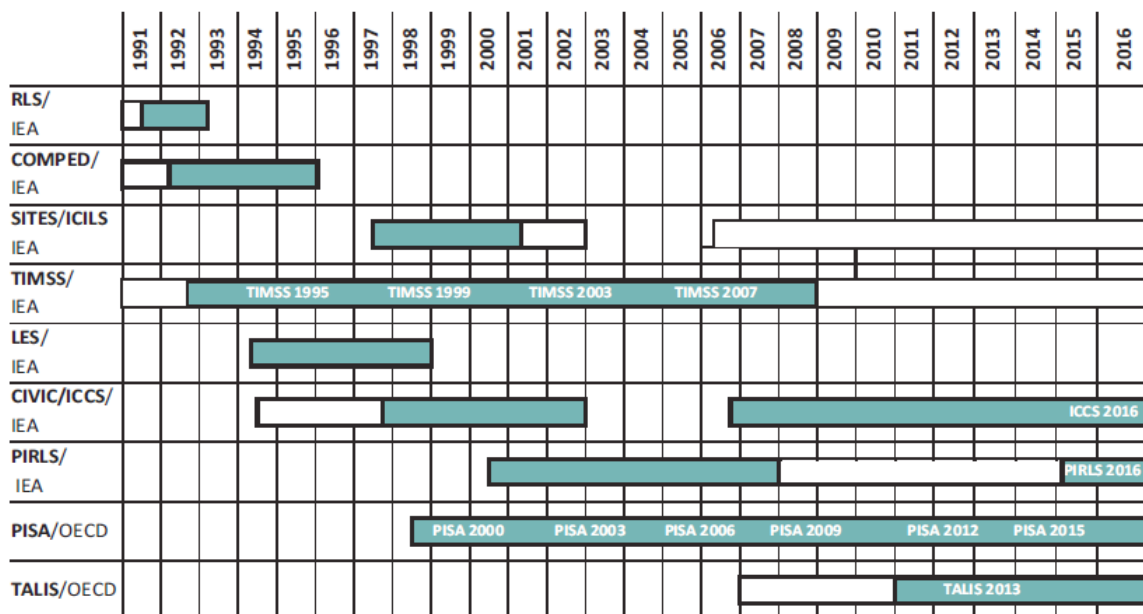 1991 1992 1993 1994 1995 1996 1997 1998 1999 2000 2001 2002 2003 2004 2005 2006 2007 2008 2009 2010 2011 2012 2013 2014 2015 2016
RLS/
IEA
COMPED/
IEA
SITES/ICILS
IEA
TIMSS/
IEA
TIMSS 1995 TIMSS 1999 TIMSS 2003 TIMSS 2007
LES/
IEA
CIVIC/ICCS/
IEA
ICCS 2016
PIRLS/
IEA
PIRLS 2016
PISA/OECD PISA 2000 PISA 2003 PISA 2006 PISA 2009 PISA 2012 PISA 2015
TALIS/OECD TALIS 2013